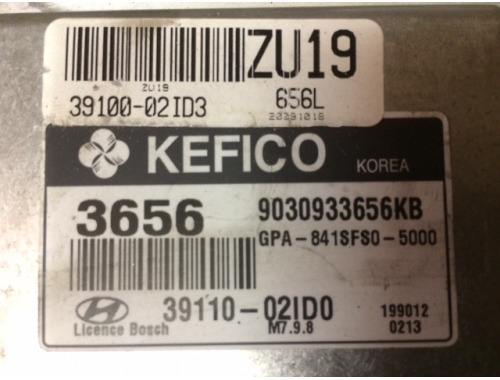 ZU19
ZU19
39100-02ID3 656L
20091018
KEFICO KOREA
3656 9030933656KB
GPA-841SFS0-5000
39110-02ID0 199012
Licence Bosch M7.9.8 0213